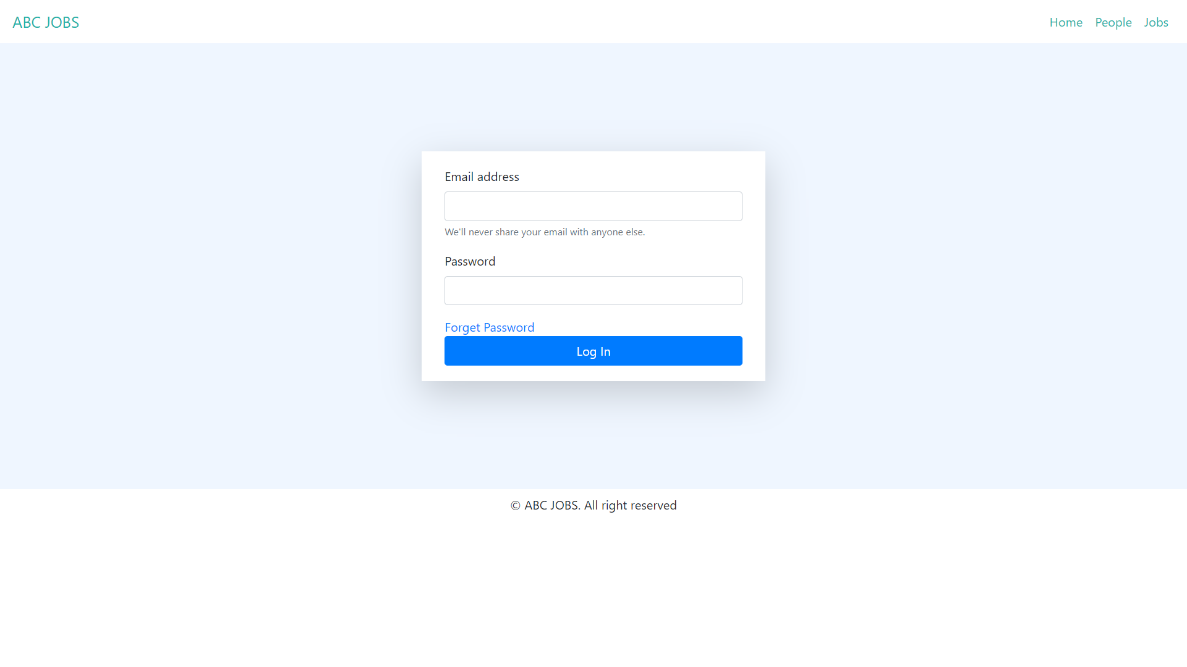 ABC JOBS
Home People Jobs
Email address
We'll never share your email with anyone else.
Password
Forget Password
Log In
© ABC JOBS. All right reserved